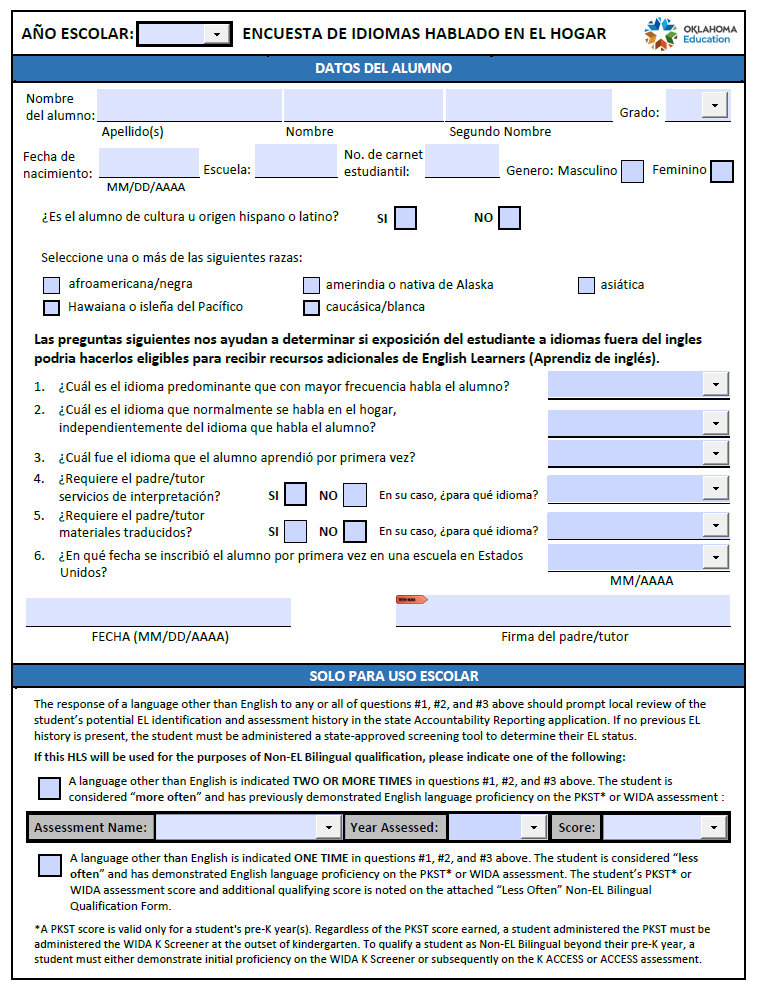 AÑO ESCOLAR: ENCUESTA DE IDIOMAS HABLADO EN EL HOGAR
OKLAHOMA
Education
DATOS DEL ALUMNO
Nombre
del alumno:
Grado:
Apellido(s) Nombre Segundo Nombre
Fecha de
nacimiento:
Escuela:
No. de carnet
estudiantil:
Genero: Masculino Feminino
MM/DD/AAAA
¿Es el alumno de cultura u origen hispano o latino? SI NO
Seleccione una o más de las siguientes razas:
afroamericana/negra amerindia o nativa de Alaska asiática
Hawaiana o isleña del Pacífico caucásica/blanca
Las preguntas siguientes nos ayudan a determinar si exposición del estudiante a idiomas fuera del ingles
podria hacerlos eligibles para recibir recursos adicionales de English Learners (Aprendiz de inglés).
1. ¿Cuál es el idioma predominante que con mayor frecuencia habla el alumno?
2. ¿Cuál es el idioma que normalmente se habla en el hogar,
independientemente del idioma que habla el alumno?
3. ¿Cuál fue el idioma que el alumno aprendió por primera vez?
4. ¿Requiere el padre/tutor
servicios de interpretación? SI NO En su caso, ¿para qué idioma?
5. ¿Requiere el padre/tutor
materiales traducidos? SI NO En su caso, ¿para qué idioma?
6. ¿En qué fecha se inscribió el alumno por primera vez en una escuela en Estados
Unidos?
MM/AAAA
FECHA (MM/DD/AAAA) Firma del padre/tutor
SOLO PARA USO ESCOLAR
The response of a language other than English to any or all of questions #1, #2, and #3 above should prompt local review of the
student's potential EL identification and assessment history in the state Accountability Reporting application. If no previous EL
history is present, the student must be administered a state-approved screening tool to determine their EL status.
If this HLS will be used for the purposes of Non-EL Bilingual qualification, please indicate one of the following:
A language other than English is indicated TWO OR MORE TIMES in questions #1, #2, and #3 above. The student is
considered "more often" and has previously demonstrated English language proficiency on the PKST* or WIDA assessment :
Assessment Name: Year Assessed: Score:
A language other than English is indicated ONE TIME in questions #1, #2, and #3 above. The student is considered "less
often" and has demonstrated English language proficiency on the PKST* or WIDA assessment. The student's PKST* or
WIDA assessment score and additional qualifying score is noted on the attached "Less Often" Non-EL Bilingual
Qualification Form.
*A PKST score is valid only for a student's pre-K year(s). Regardless of the PKST score earned, a student administered the PKST must be
administered the WIDA K Screener at the outset of kindergarten. To qualify a student as Non-EL Bilingual beyond their pre-K year, a
student must either demonstrate initial proficiency on the WIDA K Screener or subsequently on the K ACCESS or ACCESS assessment.